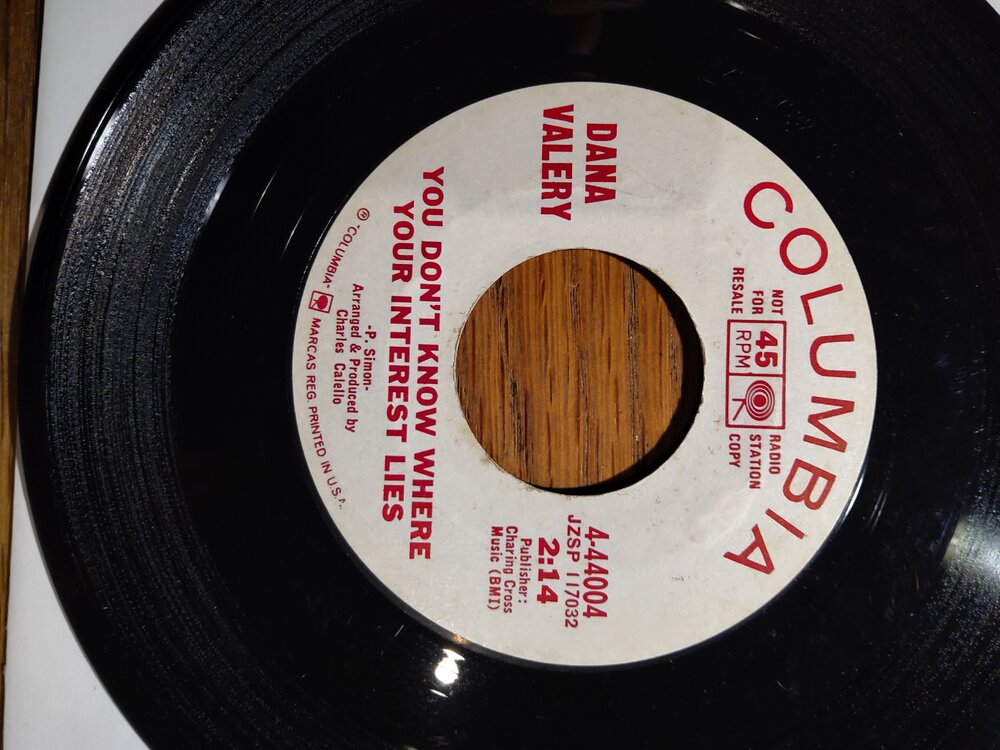 COLUMBIA
NOT
FOR
RESALE
45
RPM
RADIO
STATION
COPY
DANA
VALERY
4-44004
JZSP 117032
2:14
Publisher:
Charing Cross
Music (BMI)
YOU DON'T KNOW WHERE
YOUR INTEREST LIES
-P. Simon-
Arranged & Produced by
Charles Calello
Ⓟ "COLUMBIA" MARCAS REG. PRINTED IN U.S.A.